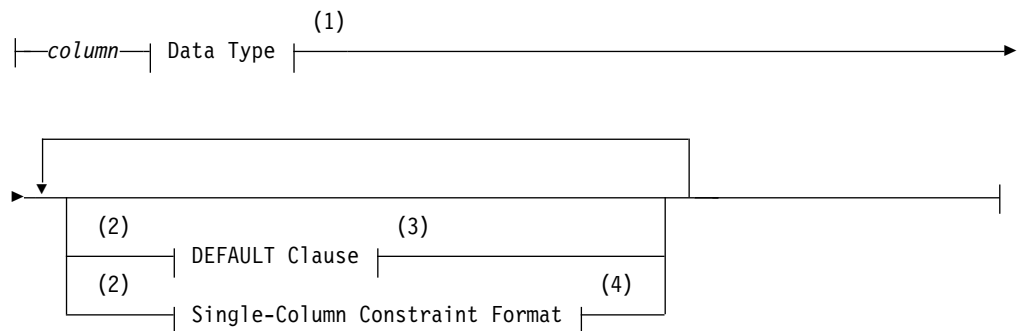 (1)
column Data Type
(2) (3)
DEFAULT Clause
(2) (4)
Single-Column Constraint Format